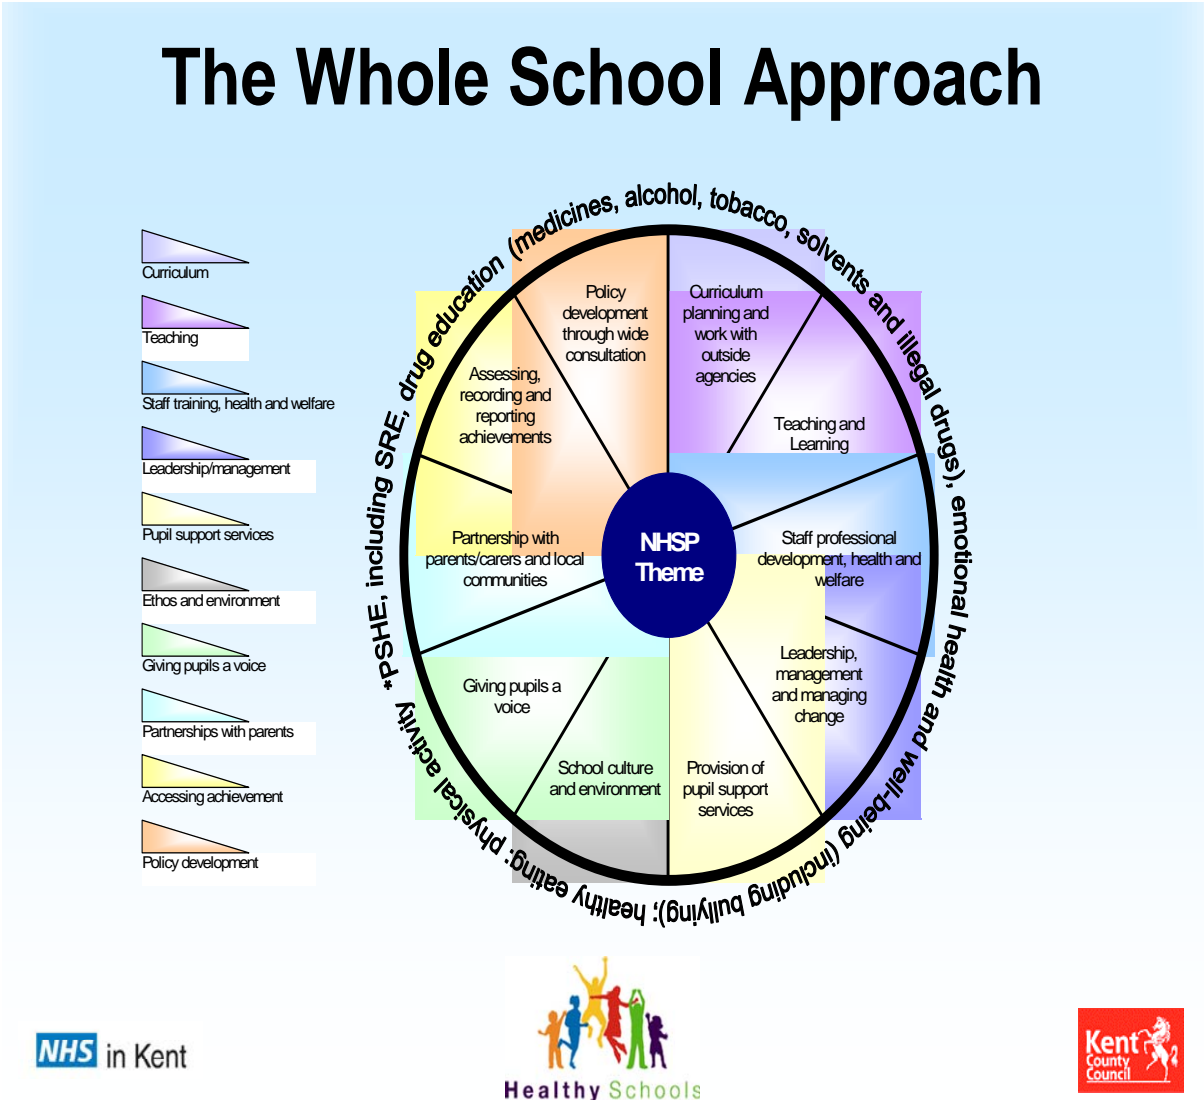 The Whole School Approach
*PSHE, including SRE, drug education (medicines, alcohol, tobacco, solvents and illegal drugs), emotional health and well-being (including bullying); healthy eating; physical activity
Curriculum
Teaching
Staff training, health and welfare
Leadership/management
Pupil support services
Ethos and environment
Giving pupils a voice
Partnerships with parents
Accessing achievement
Policy development
Policy
development
through wide
consultation
Curriculum
planning and
work with
outside
agencies
Teaching and
Learning
Staff professional
development, health and
welfare
Leadership,
management
and managing
change
Provision of
pupil support
services
School culture
and environment
Giving pupils a
voice
Partnership with
parents/carers and local
communities
Assessing,
recording and
reporting
achievements
NHSP
Theme
NHS in Kent
Healthy Schools
Kent
County
Council